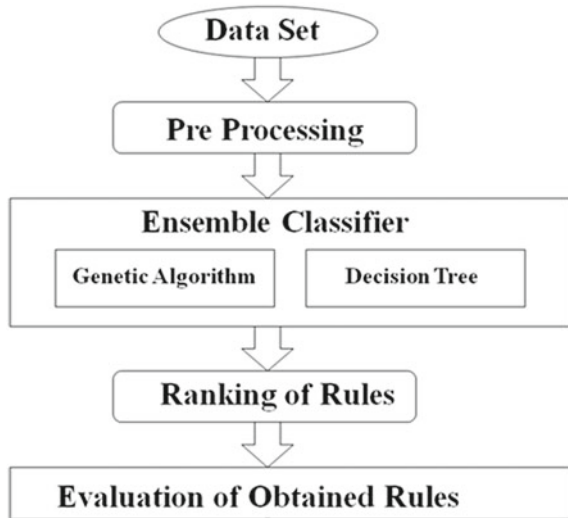 Data Set
Pre Processing
Ensemble Classifier
Genetic Algorithm
Decision Tree
Ranking of Rules
Evaluation of Obtained Rules